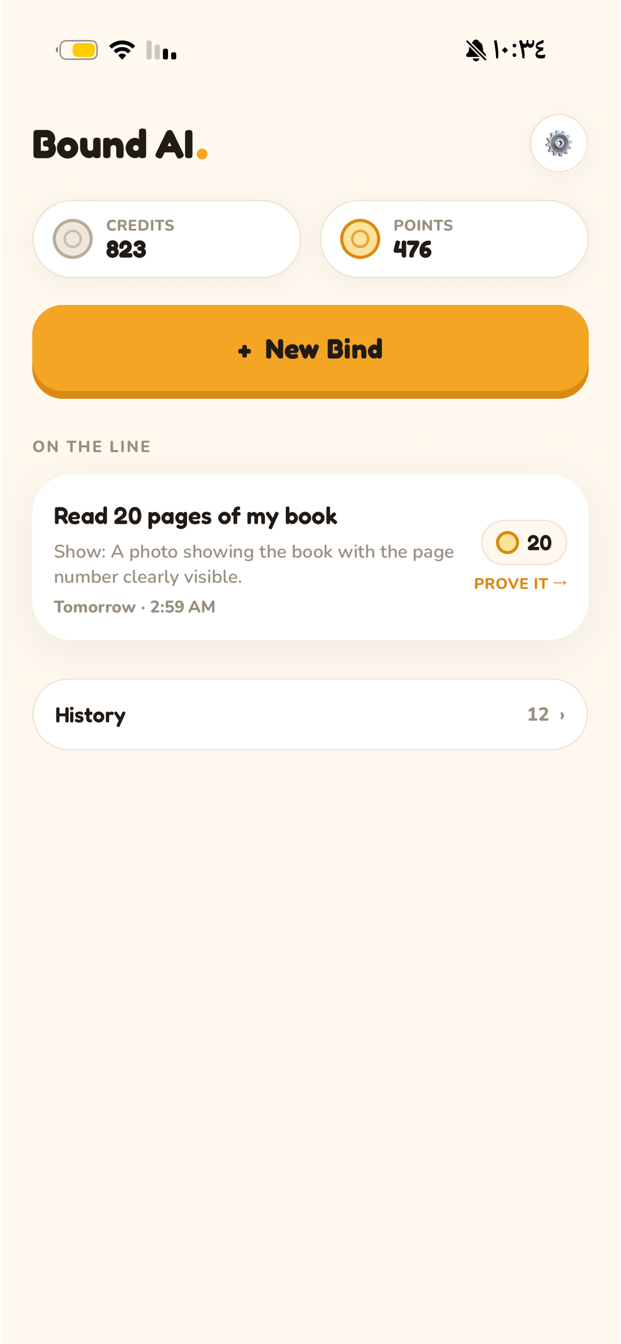 ١٠:٣٤
Bound AI.
CREDITS
823
POINTS
476
+ New Bind
ON THE LINE
Read 20 pages of my book
Show: A photo showing the book with the page
number clearly visible.
Tomorrow · 2:59 AM
20
PROVE IT →
History
12 ›